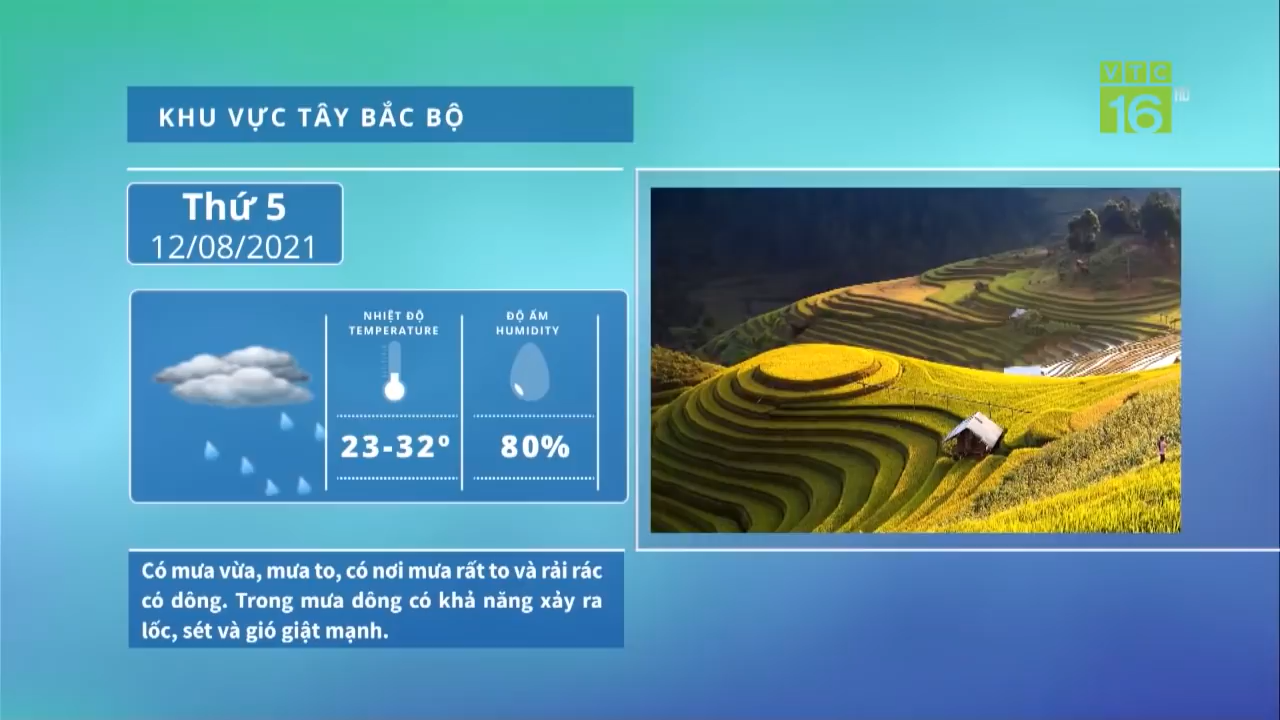 KHU VỰC TÂY BẮC BỘ
VTC
16
HD
Thứ 5
12/08/2021
NHIỆT ĐỘ
TEMPERATURE
ĐỘ ẨM
HUMIDITY
23-32º
80%
Có mưa vừa, mưa to, có nơi mưa rất to và rải rác
có dông. Trong mưa dông có khả năng xảy ra
lốc, sét và gió giật mạnh.